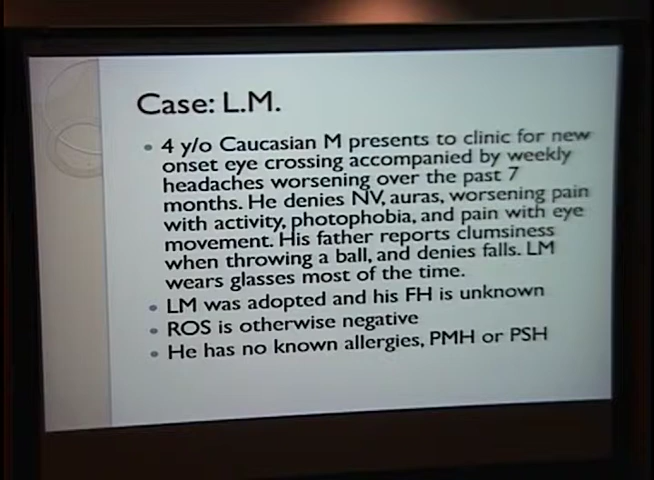 Case: L.M.
• 4 y/o Caucasian M presents to clinic for new
onset eye crossing accompanied by weekly
headaches worsening over the past 7
months. He denies NV, auras, worsening pain
with activity, photophobia, and pain with eye
movement. His father reports clumsiness
when throwing a ball, and denies falls. LM
wears glasses most of the time.
• LM was adopted and his FH is unknown
• ROS is otherwise negative
• He has no known allergies, PMH or PSH